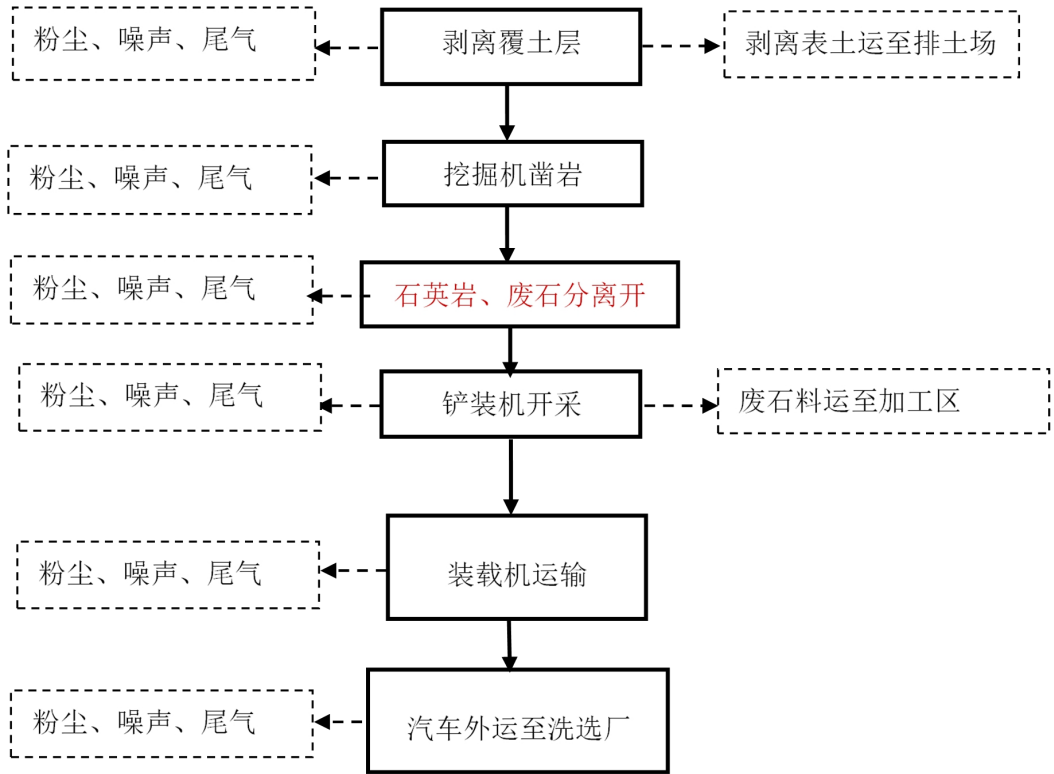 粉尘、噪声、尾气
剥离覆土层
剥离表土运至排土场
粉尘、噪声、尾气
挖掘机凿岩
粉尘、噪声、尾气
石英岩、废石分离开
粉尘、噪声、尾气
铲装机开采
废石料运至加工区
粉尘、噪声、尾气
装载机运输
粉尘、噪声、尾气
汽车外运至洗选厂